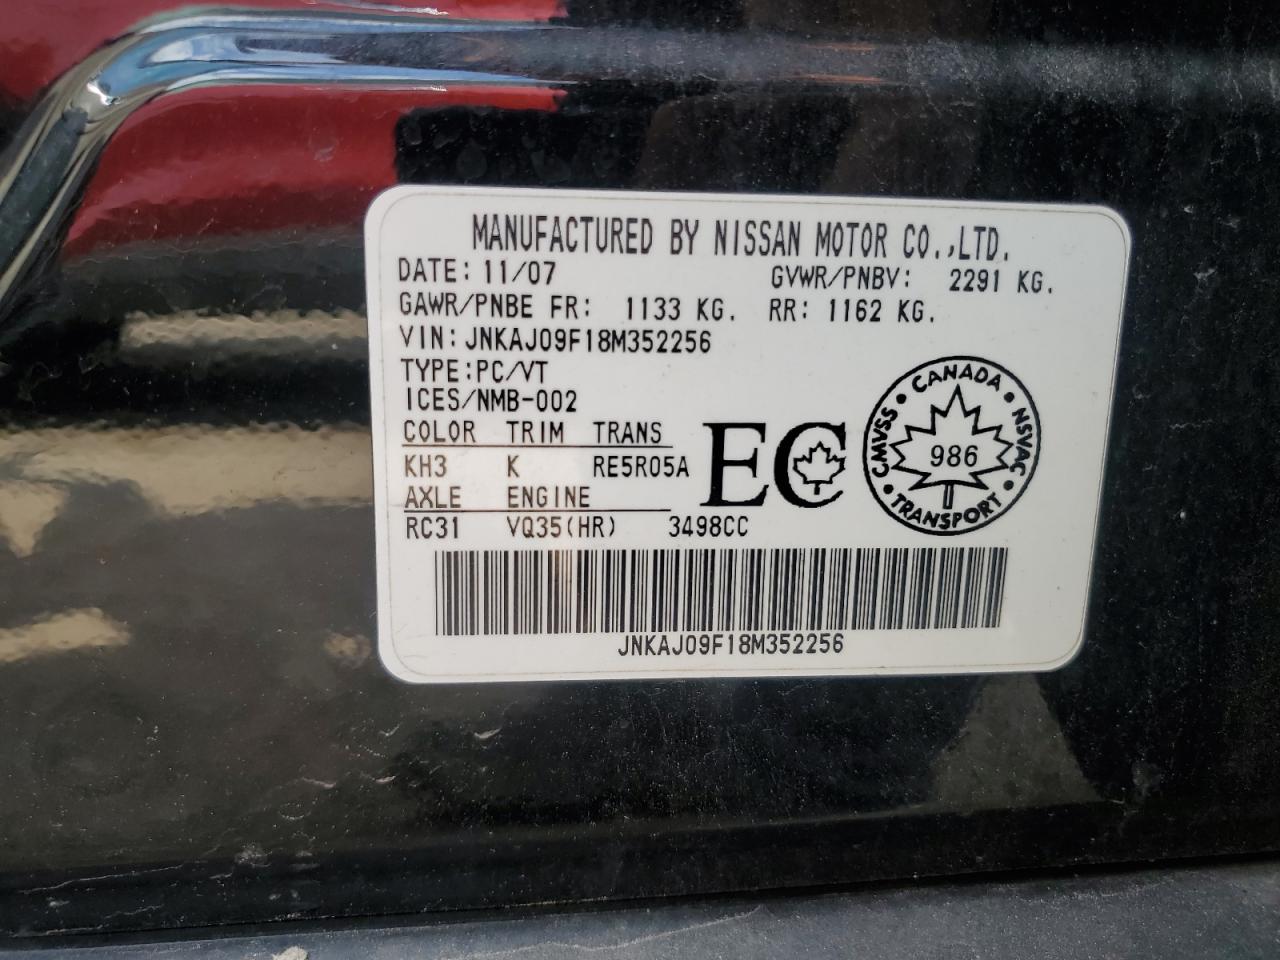 MANUFACTURED BY NISSAN MOTOR CO.,LTD.
DATE: 11/07 GVWR/PNBV: 2291 KG.
GAWR/PNBE FR: 1133 KG. RR: 1162 KG.
VIN: JNKAJ09F18M352256
TYPE:PC/VT
ICES/NMB-002
COLOR TRIM TRANS
KH3 K RE5R05A
AXLE ENGINE
RC31 VQ35(HR) 3498CC
EC
CANADA
CMVSS • NSVAC
986
TRANSPORT
JNKAJ09F18M352256